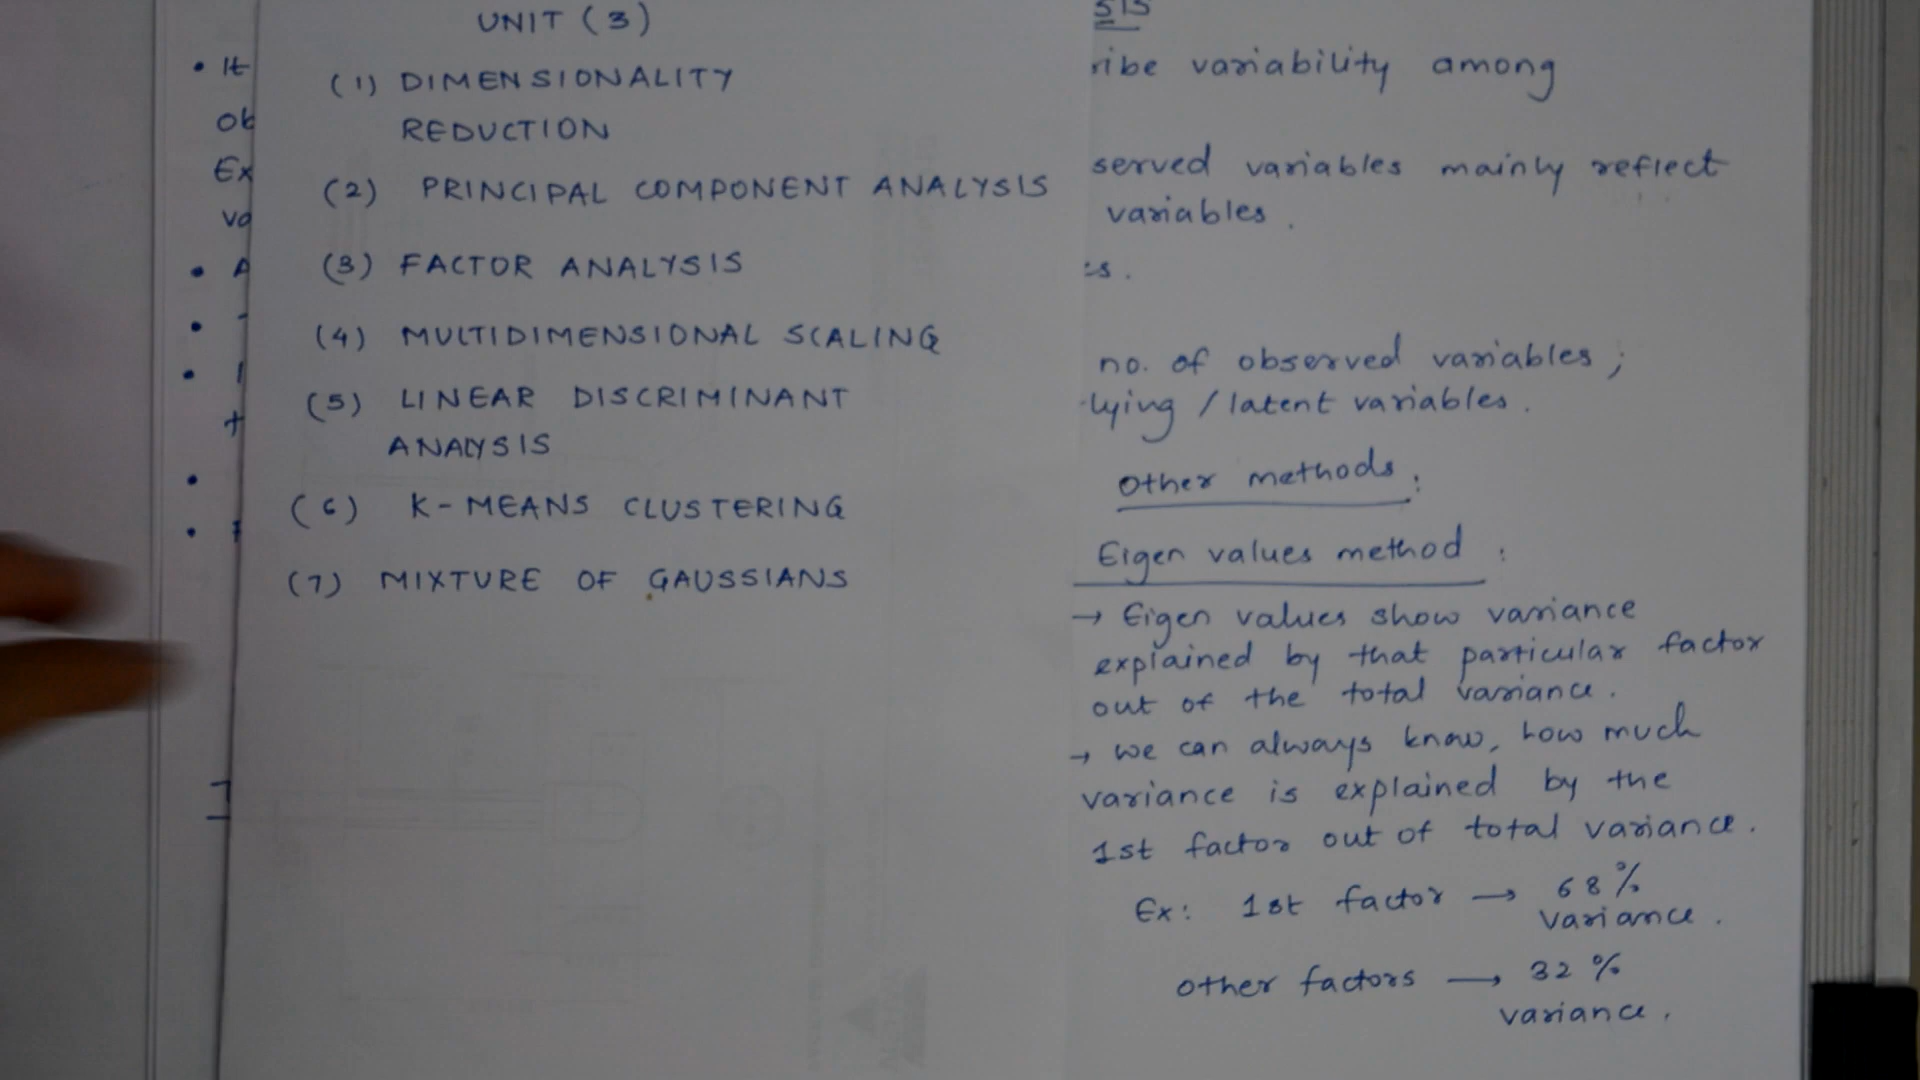 UNIT (3)
(1) DIMENSIONALITY
REDUCTION
(2) PRINCIPAL COMPONENT ANALYSIS
(3) FACTOR ANALYSIS
(4) MULTIDIMENSIONAL SCALING
(5) LINEAR DISCRIMINANT
ANALYSIS
(6) K-MEANS CLUSTERING
(7) MIXTURE OF GAUSSIANS
• It
Ex
variability among
served variables mainly reflect
variables.
no. of observed variables;
lying / latent variables.
Other methods:
Eigen values method:
→ Eigen values show variance
explained by that particular factor
out of the total variance.
→ we can always know, how much
variance is explained by the
1st factor out of total variance.
Ex: 1st factor → 68%
variance.
other factors → 32%
variance.